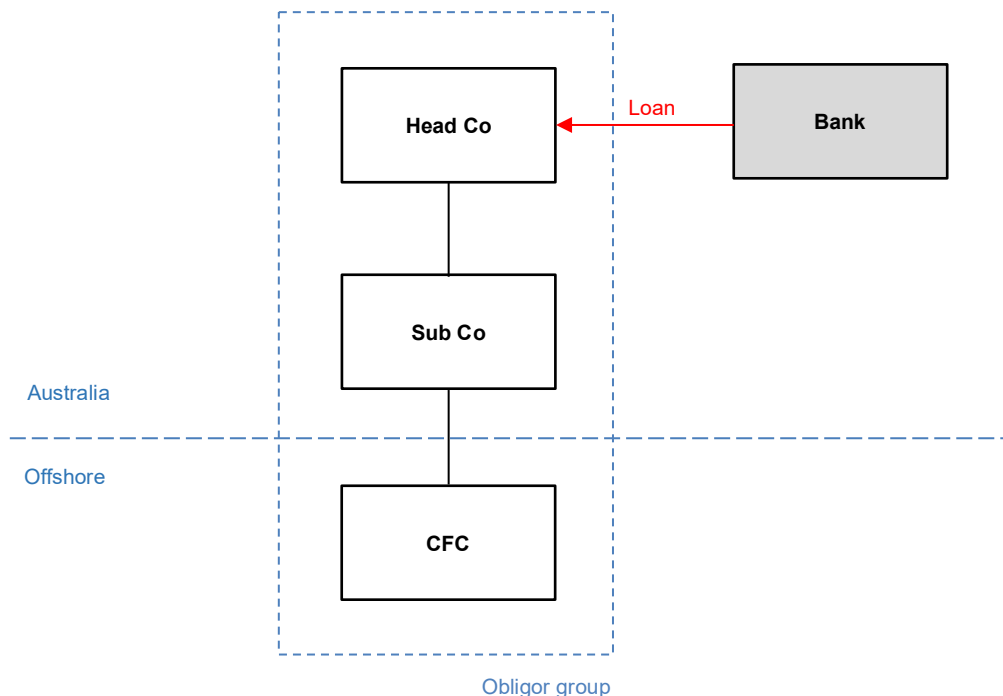 Head Co
Loan
Bank
Sub Co
Australia
Offshore
CFC
Obligor group